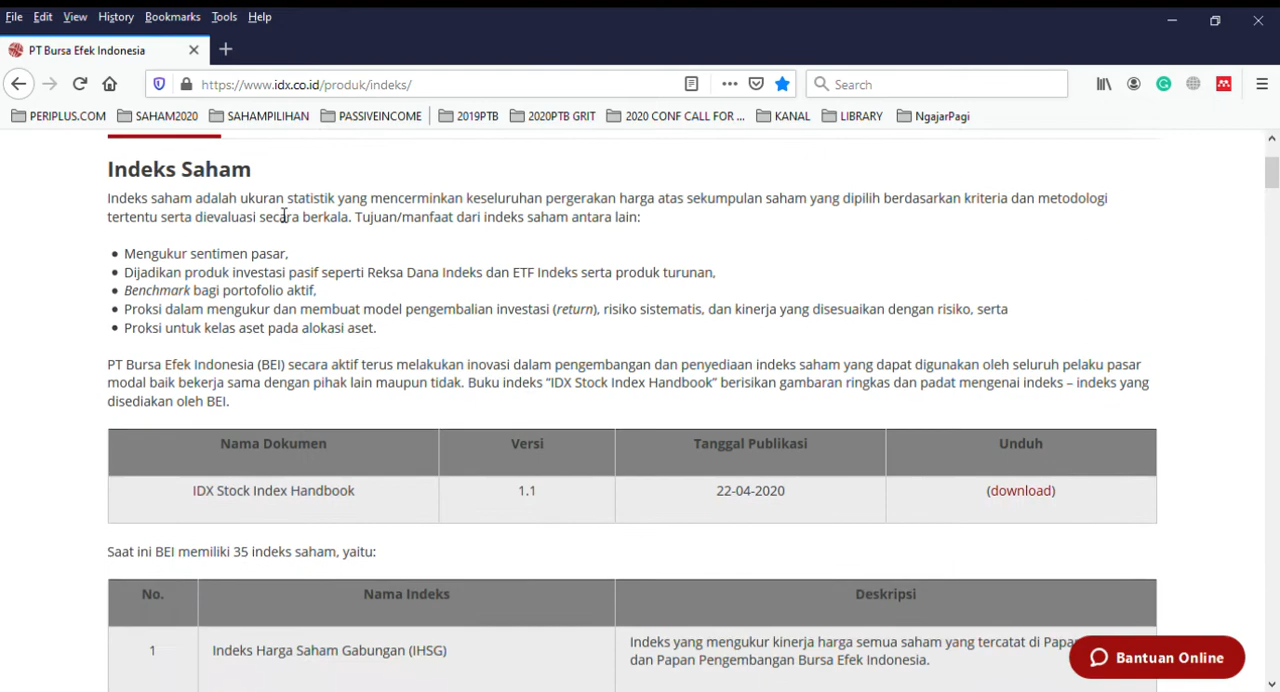 File Edit View History Bookmarks Tools Help
PT Bursa Efek Indonesia
https://www.idx.co.id/produk/indeks/
Search
PERIPLUS.COM SAHAM2020 SAHAMPILIHAN PASSIVEINCOME 2019PTB 2020PTB GRIT 2020 CONF CALL FOR ... KANAL LIBRARY NgajarPagi
Indeks Saham
Indeks saham adalah ukuran statistik yang mencerminkan keseluruhan pergerakan harga atas sekumpulan saham yang dipilih berdasarkan kriteria dan metodologi
tertentu serta dievaluasi secara berkala. Tujuan/manfaat dari indeks saham antara lain:
• Mengukur sentimen pasar,
• Dijadikan produk investasi pasif seperti Reksa Dana Indeks dan ETF Indeks serta produk turunan,
• Benchmark bagi portofolio aktif,
• Proksi dalam mengukur dan membuat model pengembalian investasi (return), risiko sistematis, dan kinerja yang disesuaikan dengan risiko, serta
• Proksi untuk kelas aset pada alokasi aset.
PT Bursa Efek Indonesia (BEI) secara aktif terus melakukan inovasi dalam pengembangan dan penyediaan indeks saham yang dapat digunakan oleh seluruh pelaku pasar
modal baik bekerja sama dengan pihak lain maupun tidak. Buku indeks “IDX Stock Index Handbook” berisikan gambaran ringkas dan padat mengenai indeks – indeks yang
disediakan oleh BEI.
Nama Dokumen Versi Tanggal Publikasi Unduh
IDX Stock Index Handbook 1.1 22-04-2020 (download)
Saat ini BEI memiliki 35 indeks saham, yaitu:
No. Nama Indeks Deskripsi
1 Indeks Harga Saham Gabungan (IHSG) Indeks yang mengukur kinerja harga semua saham yang tercatat di
dan Papan Pengembangan Bursa Efek Indonesia.
Bantuan Online